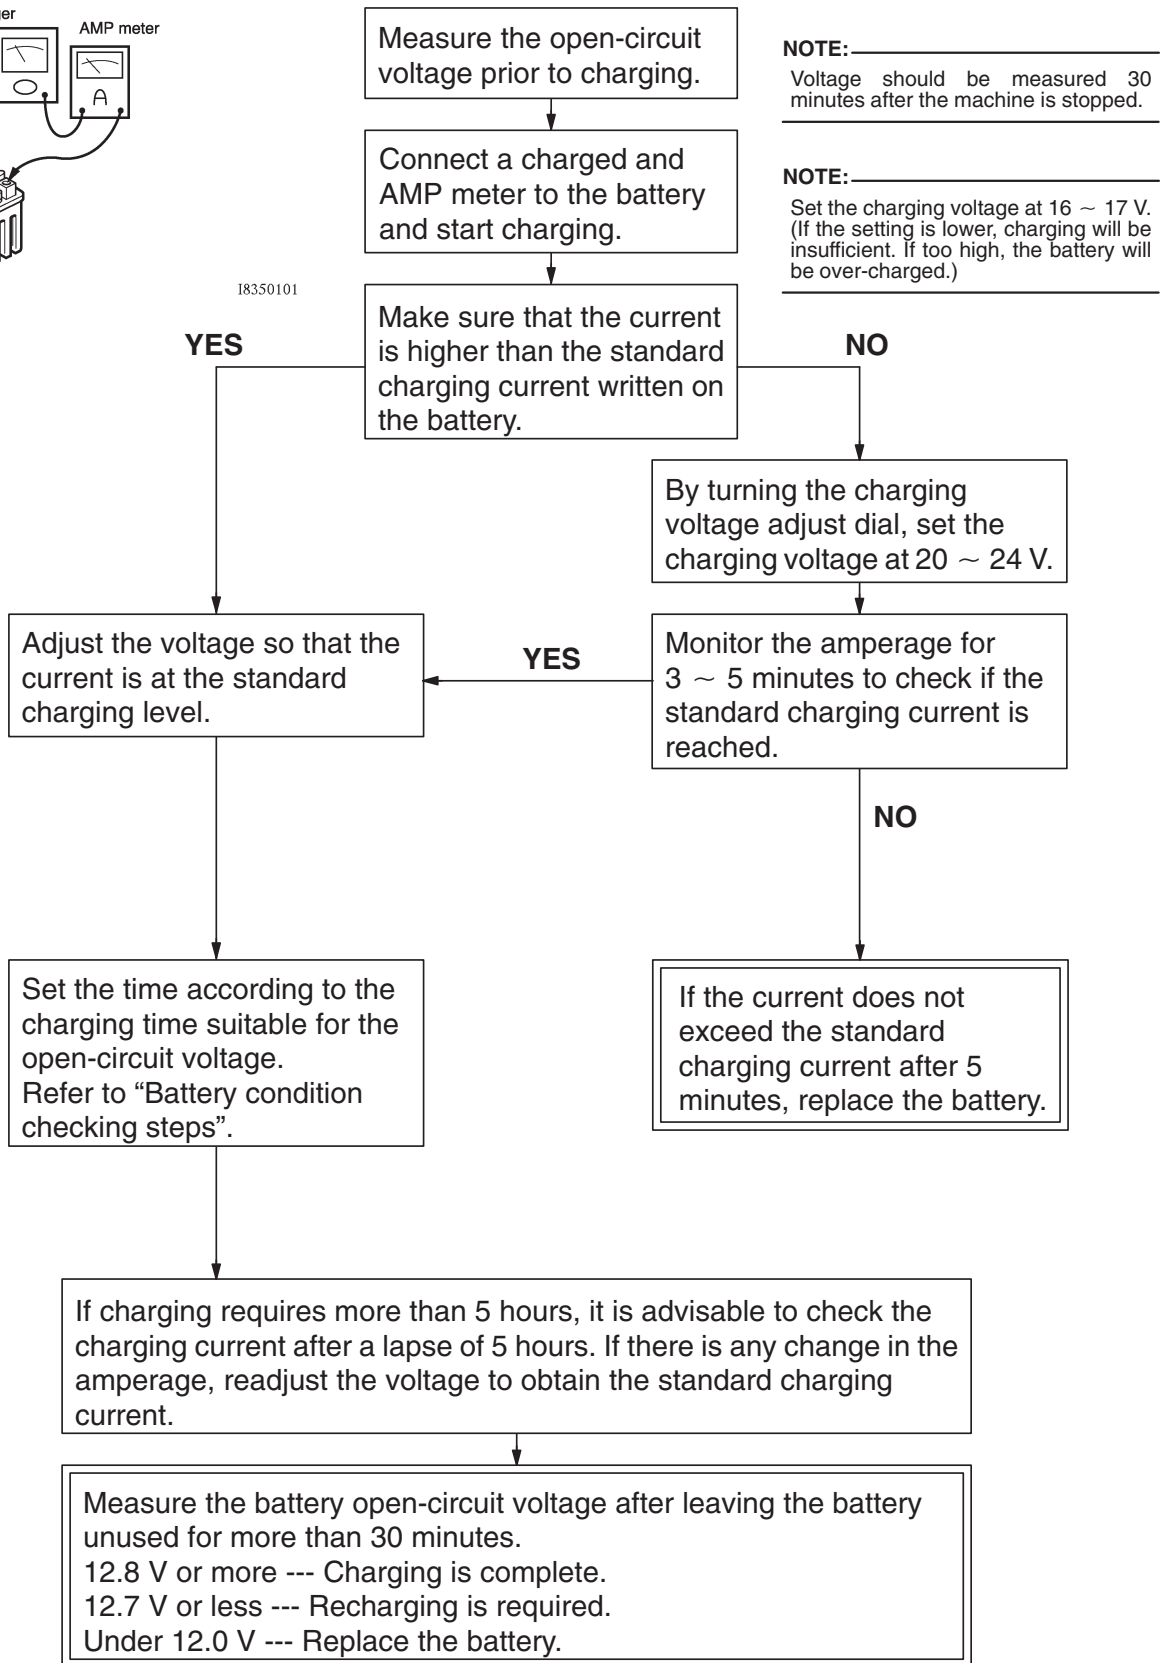 AMP meter
A
Measure the open-circuit
voltage prior to charging.
NOTE:
Voltage should be measured 30
minutes after the machine is stopped.
Connect a charged and
AMP meter to the battery
and start charging.
NOTE:
Set the charging voltage at 16 ~ 17 V.
(If the setting is lower, charging will be
insufficient. If too high, the battery will
be over-charged.)
I8350101
Make sure that the current
is higher than the standard
charging current written on
the battery.
YES
NO
By turning the charging
voltage adjust dial, set the
charging voltage at 20 ~ 24 V.
Adjust the voltage so that the
current is at the standard
charging level.
YES
Monitor the amperage for
3 ~ 5 minutes to check if the
standard charging current is
reached.
NO
Set the time according to the
charging time suitable for the
open-circuit voltage.
Refer to “Battery condition
checking steps”.
If the current does not
exceed the standard
charging current after 5
minutes, replace the battery.
If charging requires more than 5 hours, it is advisable to check the
charging current after a lapse of 5 hours. If there is any change in the
amperage, readjust the voltage to obtain the standard charging
current.
Measure the battery open-circuit voltage after leaving the battery
unused for more than 30 minutes.
12.8 V or more --- Charging is complete.
12.7 V or less --- Recharging is required.
Under 12.0 V --- Replace the battery.